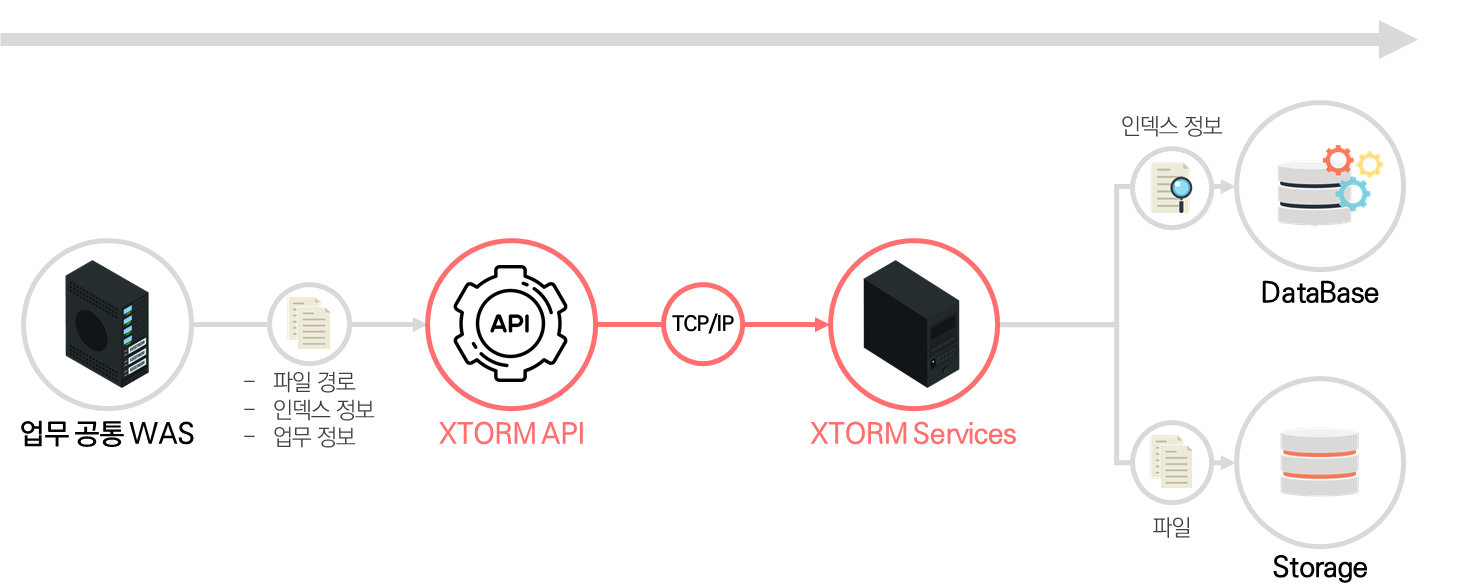 업무 공통 WAS
- 파일 경로
- 인덱스 정보
- 업무 정보
API
XTORM API
TCP/IP
XTORM Services
인덱스 정보
DataBase
파일
Storage